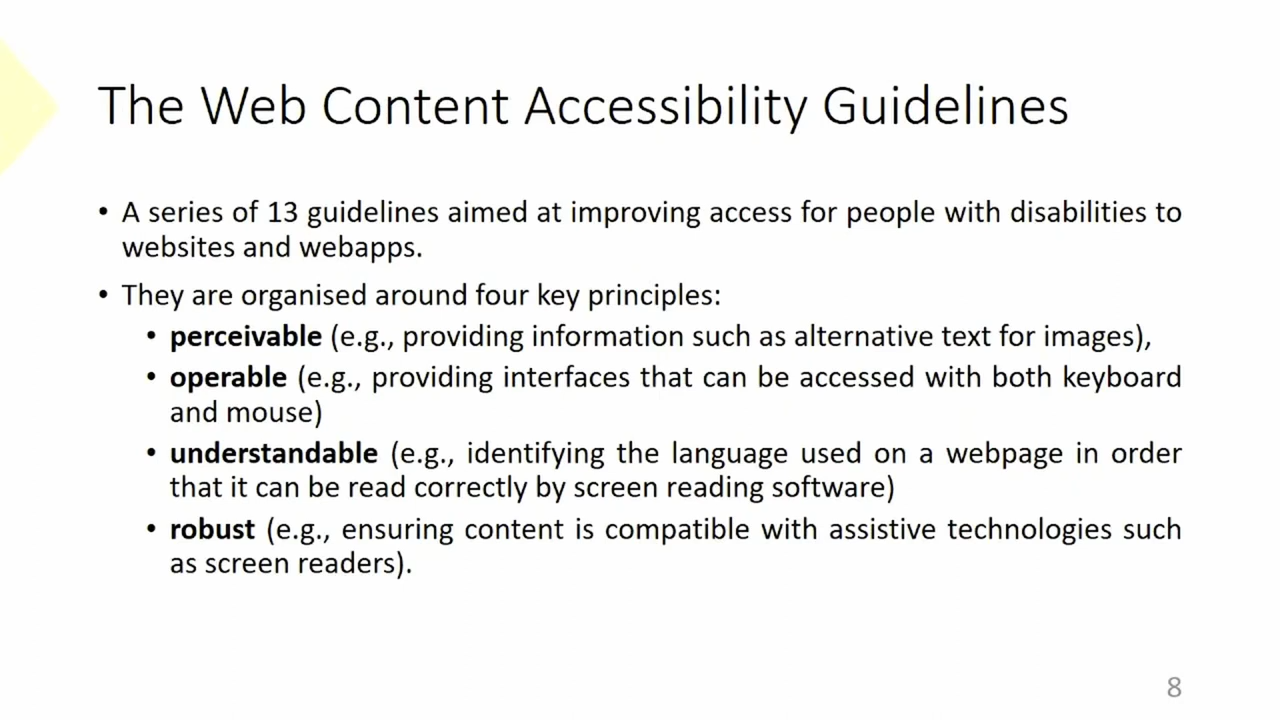 The Web Content Accessibility Guidelines
• A series of 13 guidelines aimed at improving access for people with disabilities to
websites and webapps.
• They are organised around four key principles:
• perceivable (e.g., providing information such as alternative text for images),
• operable (e.g., providing interfaces that can be accessed with both keyboard
and mouse)
• understandable (e.g., identifying the language used on a webpage in order
that it can be read correctly by screen reading software)
• robust (e.g., ensuring content is compatible with assistive technologies such
as screen readers).
8